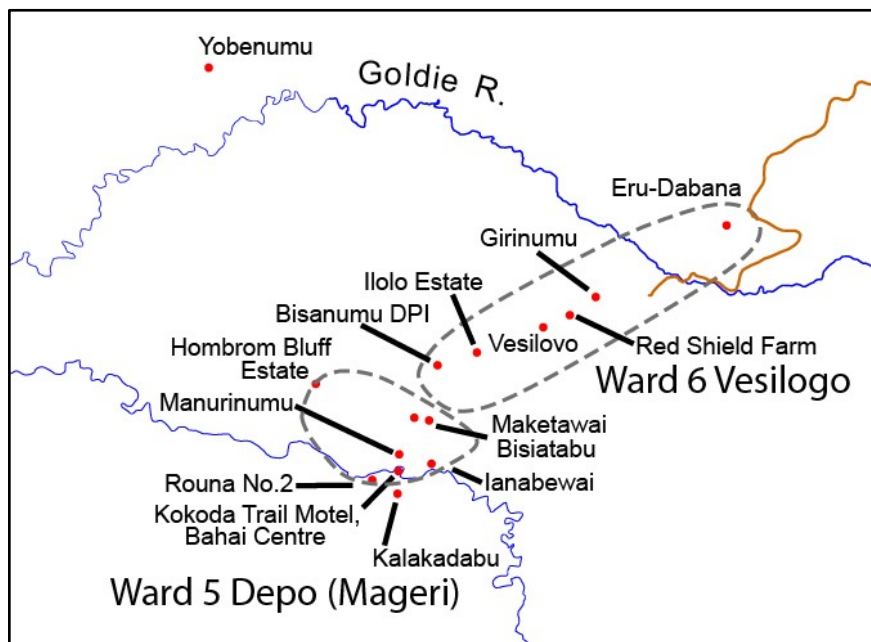 Yobenumu
Goldie R.
Eru-Dabana
Girinumu
Ilolo Estate
Bisanumu DPI
Vesilovo
Red Shield Farm
Hombrom Bluff
Estate
Ward 6 Vesilogo
Manurinumu
Maketawai
Bisiatabu
Rouna No.2
Ianabewai
Kokoda Trail Motel,
Bahai Centre
Kalakadabu
Ward 5 Depo (Mageri)